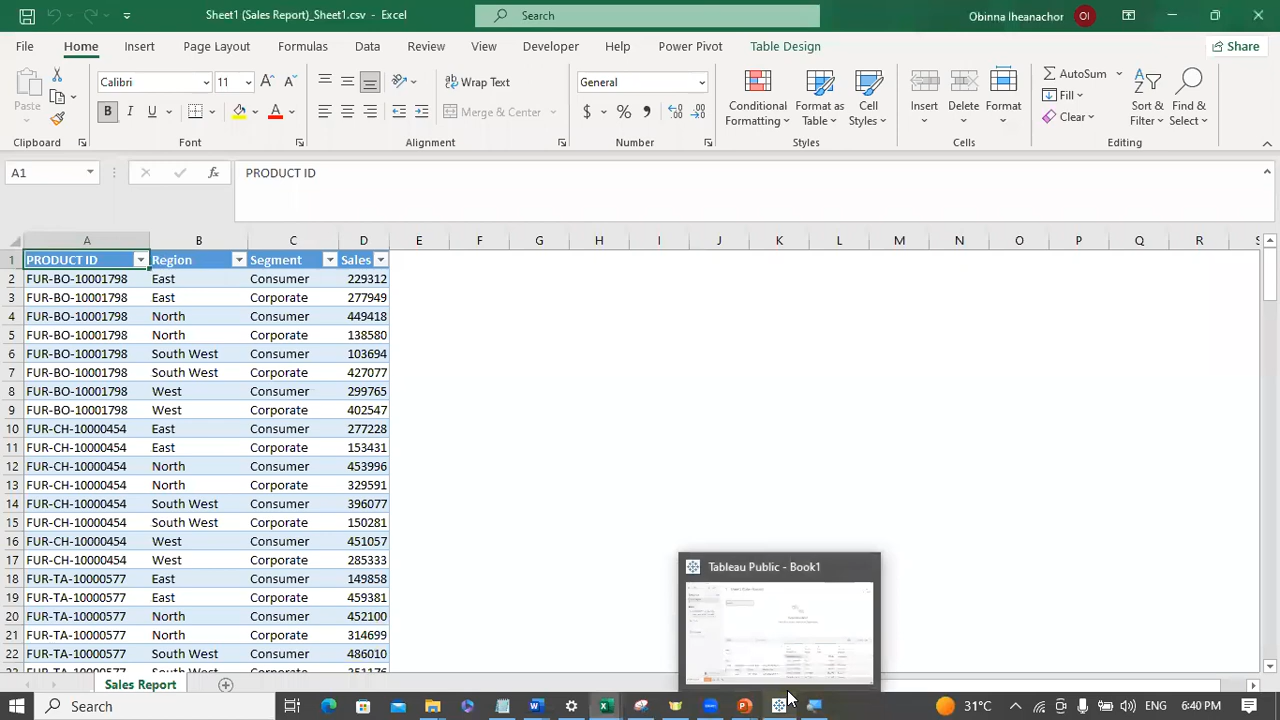 Sheet1 (Sales Report)_Sheet1.csv - Excel
Search
Obinna Iheanachor
OI
File Home Insert Page Layout Formulas Data Review View Developer Help Power Pivot Table Design Share
Paste
Calibri 11
B I U
Wrap Text
Merge & Center
General
$ % ,
Conditional Formatting
Format as Table
Cell Styles
Insert Delete Format
AutoSum
Fill
Clear
Sort & Filter
Find & Select
Clipboard Font Alignment Number Styles Cells Editing
A1 fx PRODUCT ID
A B C D E F G H I J K L M N O P Q R S
1 PRODUCT ID Region Segment Sales
2 FUR-BO-10001798 East Consumer 229312
3 FUR-BO-10001798 East Corporate 277949
4 FUR-BO-10001798 North Consumer 449418
5 FUR-BO-10001798 North Corporate 138580
6 FUR-BO-10001798 South West Consumer 103694
7 FUR-BO-10001798 South West Corporate 427077
8 FUR-BO-10001798 West Consumer 299765
9 FUR-BO-10001798 West Corporate 402547
10 FUR-CH-10000454 East Consumer 277228
11 FUR-CH-10000454 East Corporate 153431
12 FUR-CH-10000454 North Consumer 453996
13 FUR-CH-10000454 North Corporate 329591
14 FUR-CH-10000454 South West Consumer 396077
15 FUR-CH-10000454 South West Corporate 150281
16 FUR-CH-10000454 West Consumer 451057
17 FUR-CH-10000454 West Corporate 285333
FUR-TA-10000577 East Consumer 149858
FUR-TA-10000577 East Corporate 459381
FUR-TA-10000577 North Consumer
21 FUR-TA-10000577 North Corporate
South West Consumer
South West Corporate
Tableau Public - Book1
Sales Report
Search
31°C ENG 6:40 PM